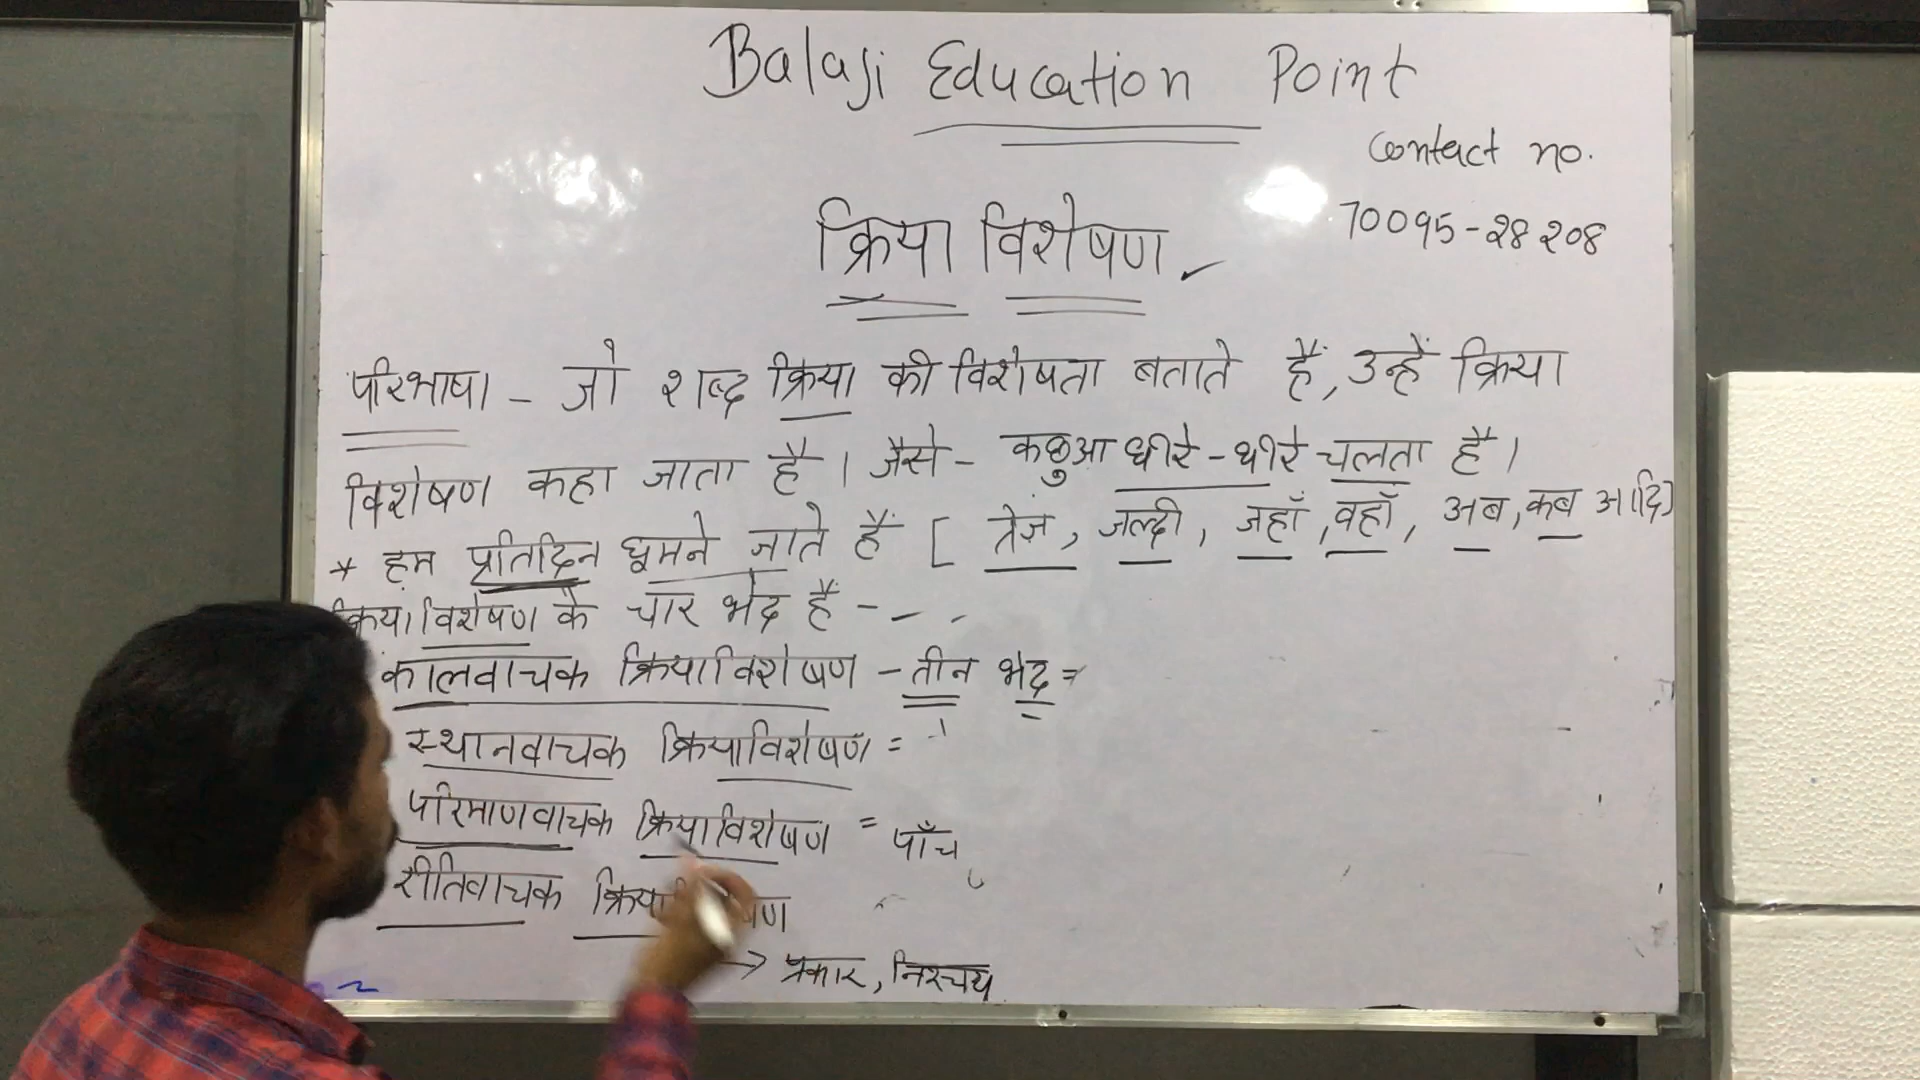 Balaji Education Point
Contact no.
70095-28208
क्रिया विशेषण
परिभाषा - जो शब्द क्रिया की विशेषता बताते हैं, उन्हें क्रिया
विशेषण कहा जाता है। जैसे - कछुआ धीरे-धीरे चलता है।
* हम प्रतिदिन घूमने जाते हैं [ तेज, जल्दी, जहाँ, वहाँ, अब, कब आदि]
क्रियाविशेषण के चार भेद हैं -
कालवाचक क्रियाविशेषण - तीन भेद =
स्थानवाचक क्रियाविशेषण =
परिमाणवाचक क्रियाविशेषण = पाँच
रीतिवाचक
→ प्रकार, निश्चय